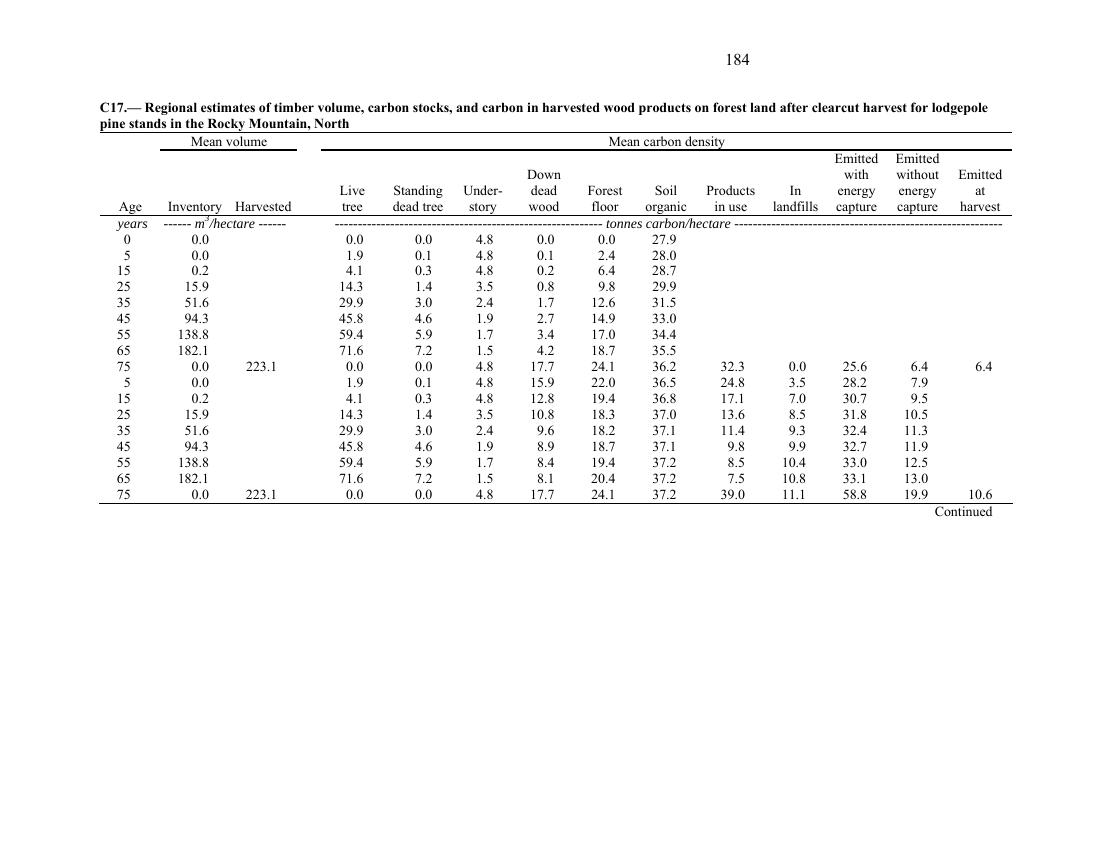 184
C17.— Regional estimates of timber volume, carbon stocks, and carbon in harvested wood products on forest land after clearcut harvest for lodgepole
pine stands in the Rocky Mountain, North
Mean volume Mean carbon density
Age Inventory Harvested Live tree Standing dead tree Under-story Down dead wood Forest floor Soil organic Products in use In landfills Emitted with energy capture Emitted without energy capture Emitted at harvest
years ------ m³/hectare ------ ---------------------------------------------------------- tonnes carbon/hectare ----------------------------------------------------------
0 0.0 0.0 0.0 4.8 0.0 0.0 27.9
5 0.0 1.9 0.1 4.8 0.1 2.4 28.0
15 0.2 4.1 0.3 4.8 0.2 6.4 28.7
25 15.9 14.3 1.4 3.5 0.8 9.8 29.9
35 51.6 29.9 3.0 2.4 1.7 12.6 31.5
45 94.3 45.8 4.6 1.9 2.7 14.9 33.0
55 138.8 59.4 5.9 1.7 3.4 17.0 34.4
65 182.1 71.6 7.2 1.5 4.2 18.7 35.5
75 0.0 223.1 0.0 0.0 4.8 17.7 24.1 36.2 32.3 0.0 25.6 6.4 6.4
5 0.0 1.9 0.1 4.8 15.9 22.0 36.5 24.8 3.5 28.2 7.9
15 0.2 4.1 0.3 4.8 12.8 19.4 36.8 17.1 7.0 30.7 9.5
25 15.9 14.3 1.4 3.5 10.8 18.3 37.0 13.6 8.5 31.8 10.5
35 51.6 29.9 3.0 2.4 9.6 18.2 37.1 11.4 9.3 32.4 11.3
45 94.3 45.8 4.6 1.9 8.9 18.7 37.1 9.8 9.9 32.7 11.9
55 138.8 59.4 5.9 1.7 8.4 19.4 37.2 8.5 10.4 33.0 12.5
65 182.1 71.6 7.2 1.5 8.1 20.4 37.2 7.5 10.8 33.1 13.0
75 0.0 223.1 0.0 0.0 4.8 17.7 24.1 37.2 39.0 11.1 58.8 19.9 10.6
Continued